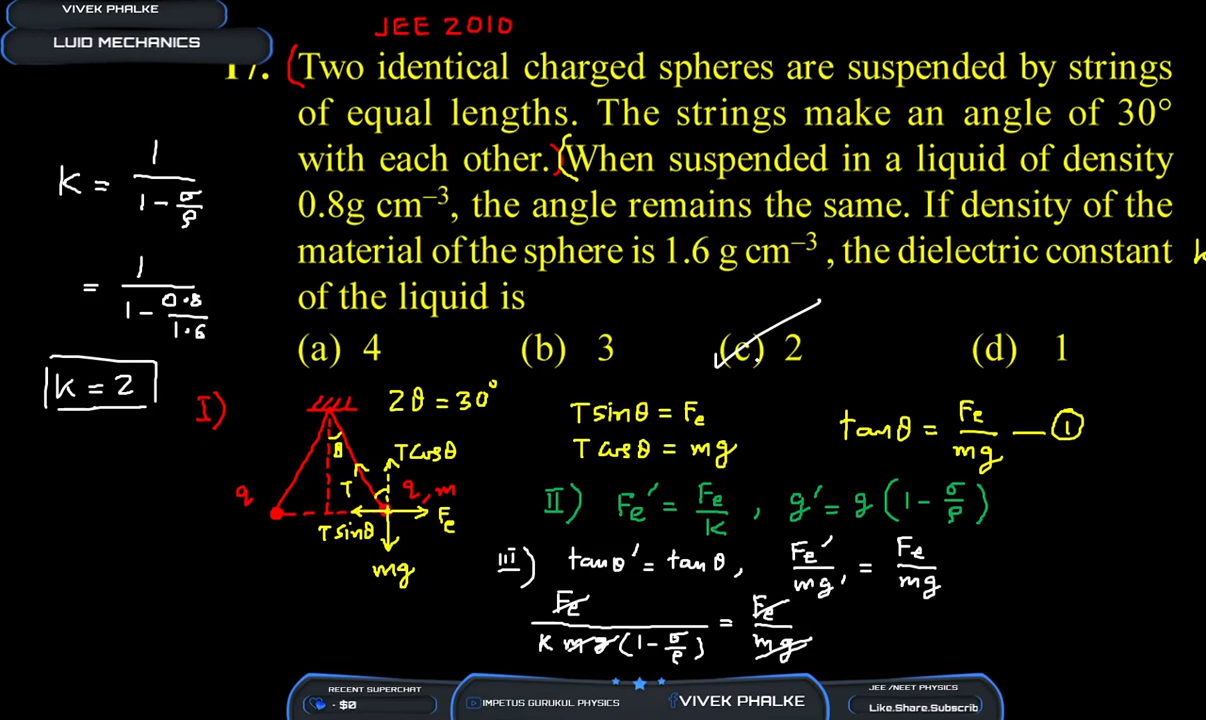 VIVEK PHALKE
LUID MECHANICS
JEE 2010
17. (Two identical charged spheres are suspended by strings
of equal lengths. The strings make an angle of 30°
with each other.) (When suspended in a liquid of density
0.8g cm⁻³, the angle remains the same. If density of the
material of the sphere is 1.6 g cm⁻³ , the dielectric constant k
of the liquid is
(a) 4 (b) 3 (c) 2 (d) 1
K = 1 / (1 - σ/ρ)
= 1 / (1 - 0.8/1.6)
K = 2
I)
2θ = 30°
θ
T
T cosθ
q
q, m
T sinθ
Fe
mg
T sinθ = Fe
T cosθ = mg
tanθ = Fe/mg — ①
II) Fe' = Fe/K , g' = g (1 - σ/ρ)
III) tanθ' = tanθ, Fe'/mg' = Fe/mg
Fe / (K mg (1 - σ/ρ)) = Fe/mg
RECENT SUPERCHAT
- $0
IMPETUS GURUKUL PHYSICS
VIVEK PHALKE
JEE /NEET PHYSICS
Like.Share.Subscrib